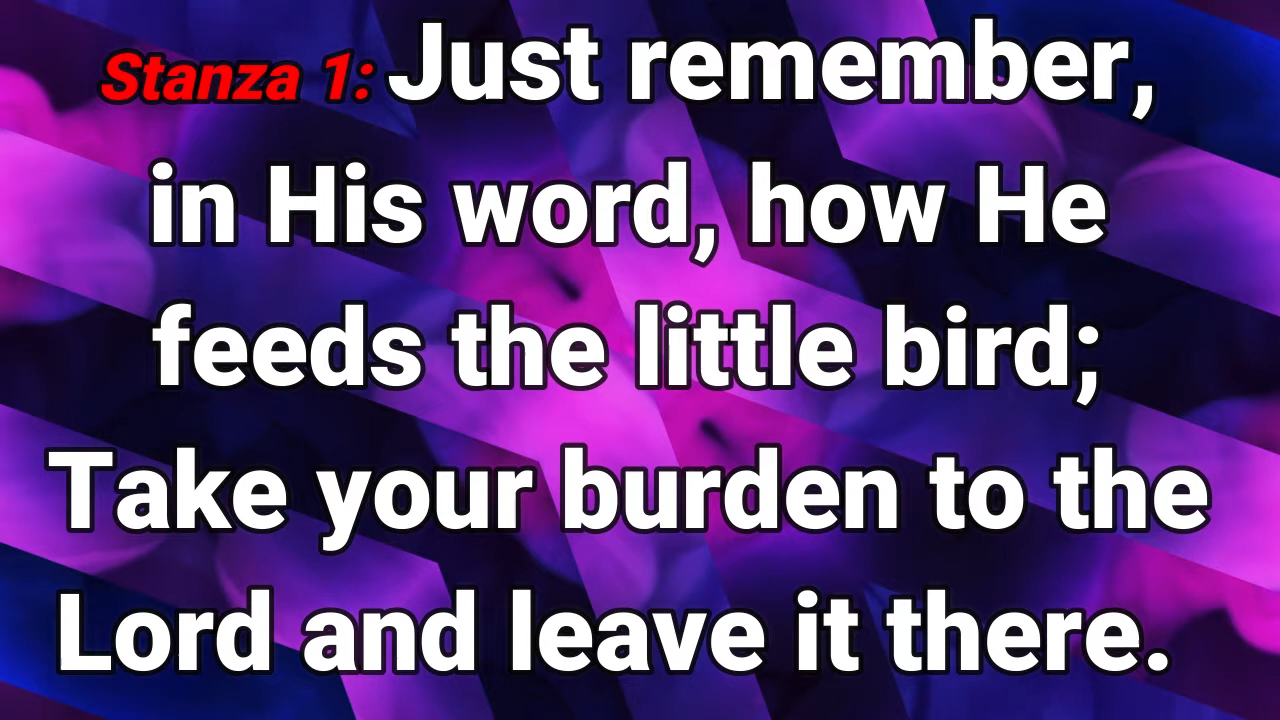 Stanza 1: Just remember,
in His word, how He
feeds the little bird;
Take your burden to the
Lord and leave it there.